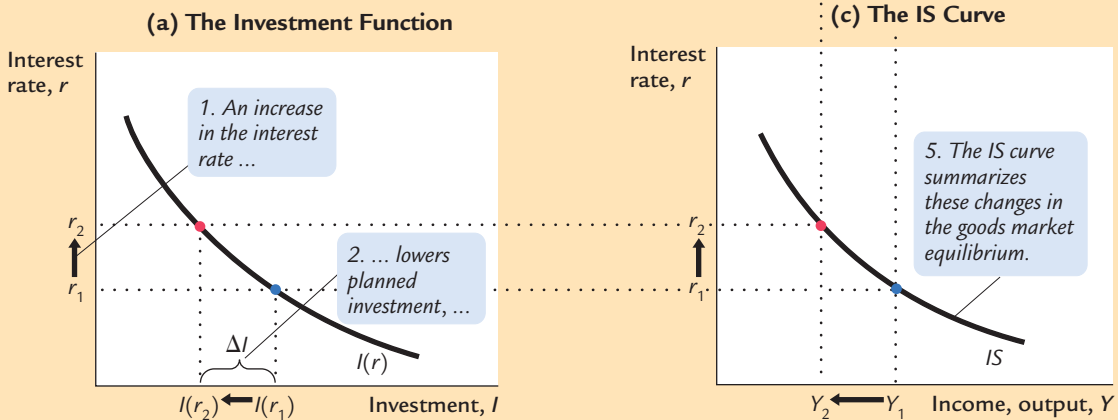 (a) The Investment Function
Interest
rate, r
1. An increase
in the interest
rate ...
r2
r1
2. ... lowers
planned
investment, ...
ΔI
I(r)
I(r2)
I(r1)
Investment, I
(c) The IS Curve
Interest
rate, r
5. The IS curve
summarizes
these changes in
the goods market
equilibrium.
r2
r1
IS
Y2
Y1
Income, output, Y